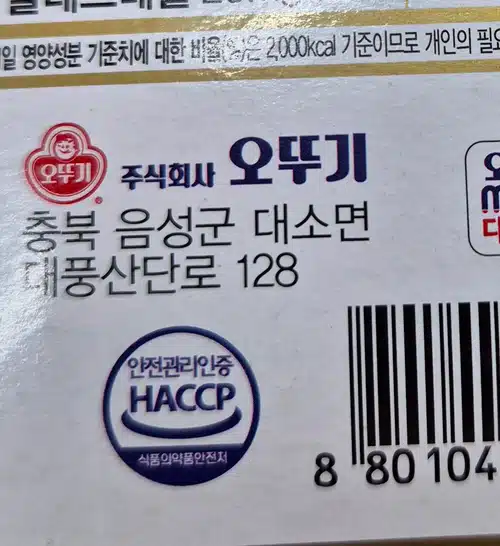 일 영양성분 기준치에 대한 비율(%)은 2,000kcal 기준이므로 개인의
오뚜기
주식회사 오뚜기
충북 음성군 대소면
대풍산단로 128
안전관리인증
HACCP
식품의약품안전처
8 80104